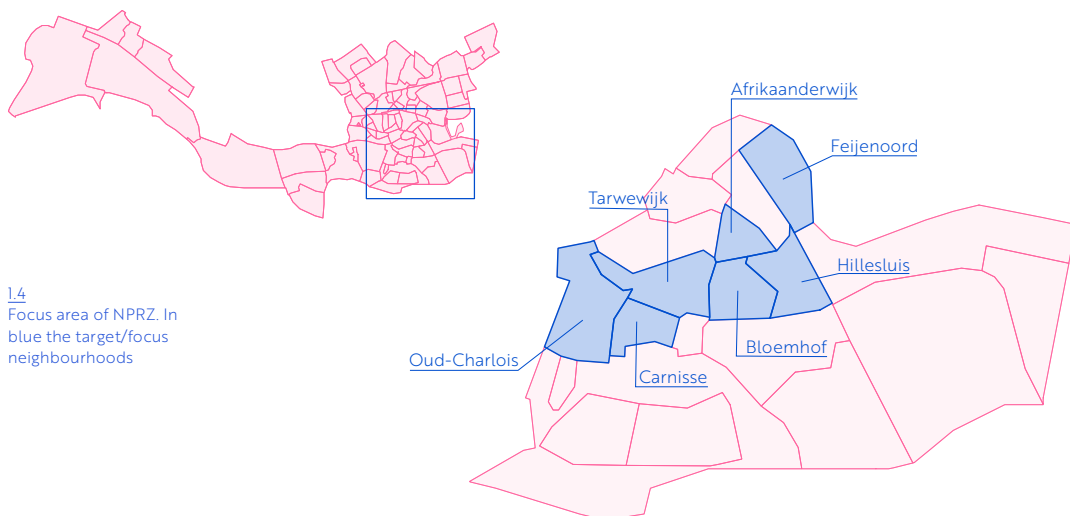 Afrikaanderwijk
Feijenoord
Tarwewijk
Hillesluis
1.4
Focus area of NPRZ. In
blue the target/focus
neighbourhoods
Bloemhof
Oud-Charlois
Carnisse